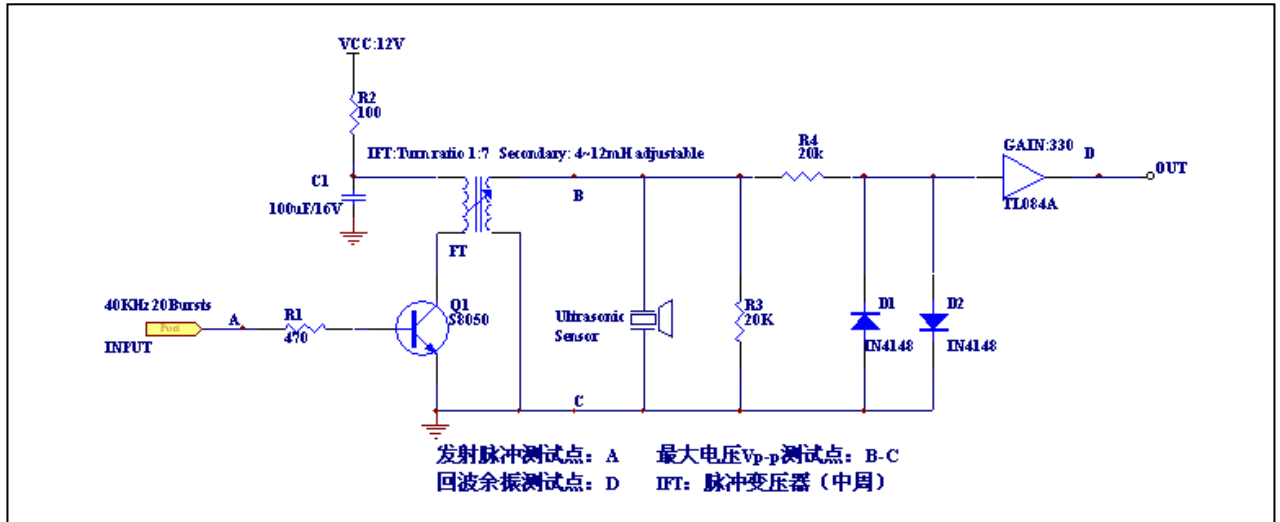 VCC:12V
R2
100
IFT:Turn ratio 1:7 Secondary: 4~12mH adjustable
R4
20k
GAIN:330
D
OUT
C1
100uF/16V
B
TL084A
FT
40KHz 20Bursts
A
R1
470
Port
INPUT
Q1
S8050
Ultrasonic
Sensor
R3
20K
D1
IN4148
D2
IN4148
C
发射脉冲测试点：A 最大电压Vp-p测试点：B-C
回波余振测试点：D IFT：脉冲变压器（中周）